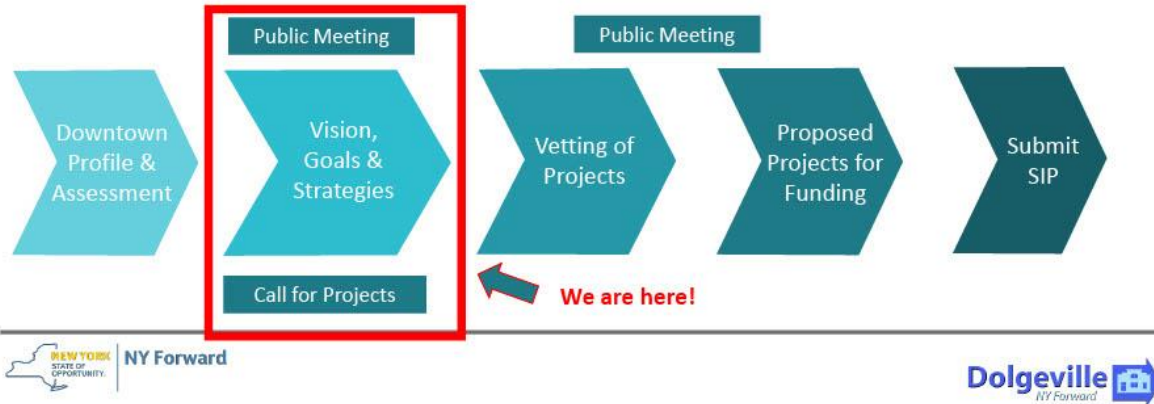 Public Meeting
Public Meeting
Downtown
Profile &
Assessment
Vision,
Goals &
Strategies
Vetting of
Projects
Proposed
Projects for
Funding
Submit
SIP
Call for Projects
We are here!
NEW YORK
STATE OF
OPPORTUNITY.
NY Forward
Dolgeville
NY Forward